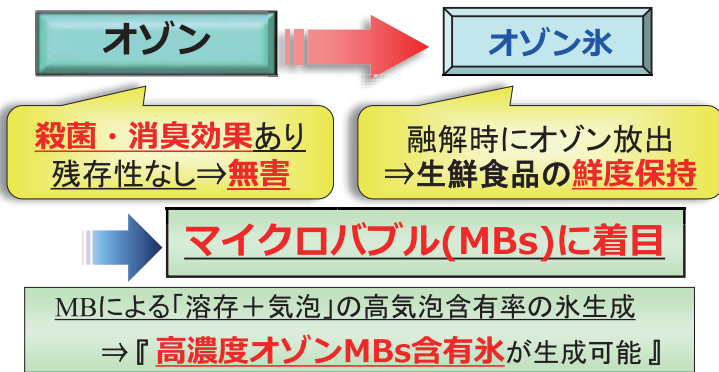 オゾン
オゾン氷
殺菌・消臭効果あり
残存性なし⇒無害
融解時にオゾン放出
⇒生鮮食品の鮮度保持
マイクロバブル(MBs)に着目
MBによる「溶存＋気泡」の高気泡含有率の氷生成
⇒『高濃度オゾンMBs含有氷が生成可能』